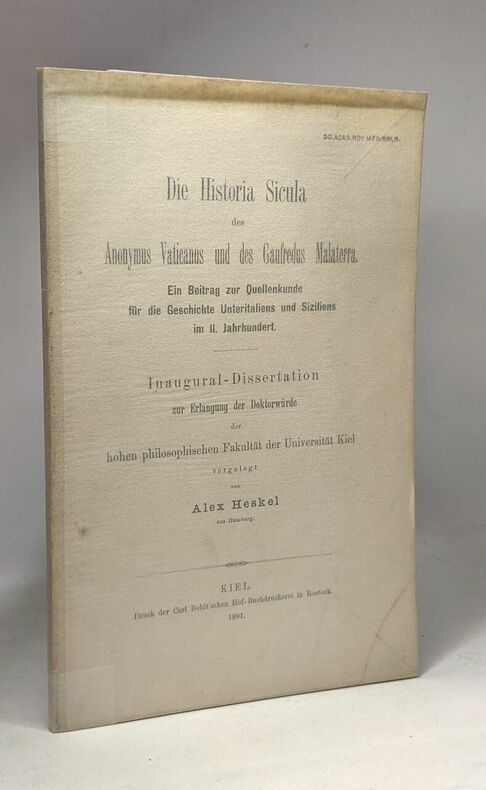 Die Historia Sicula
des
Anonymus Vaticanus und des Gaufredus Malaterra.
Ein Beitrag zur Quellenkunde
für die Geschichte Unteritaliens und Siziliens
im 11. Jahrhundert.
Inaugural-Dissertation
zur Erlangung der Doktorwürde
der
hohen philosophischen Fakultät der Universität Kiel
vorgelegt
von
Alex Heskel
aus Hamburg.
KIEL.
Druck der Carl Boldt'schen Hof-Buchdruckerei in Rostock.
1891.